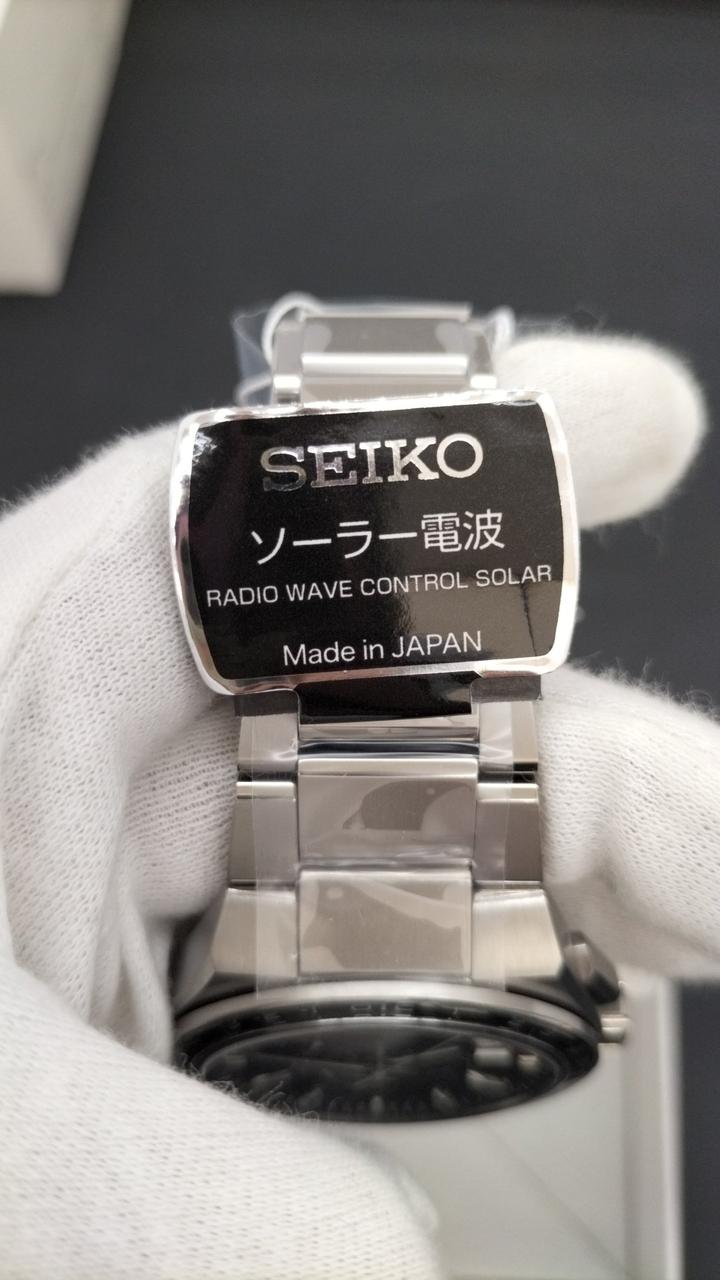 SEIKO
ソーラー電波
RADIO WAVE CONTROL SOLAR
Made in JAPAN